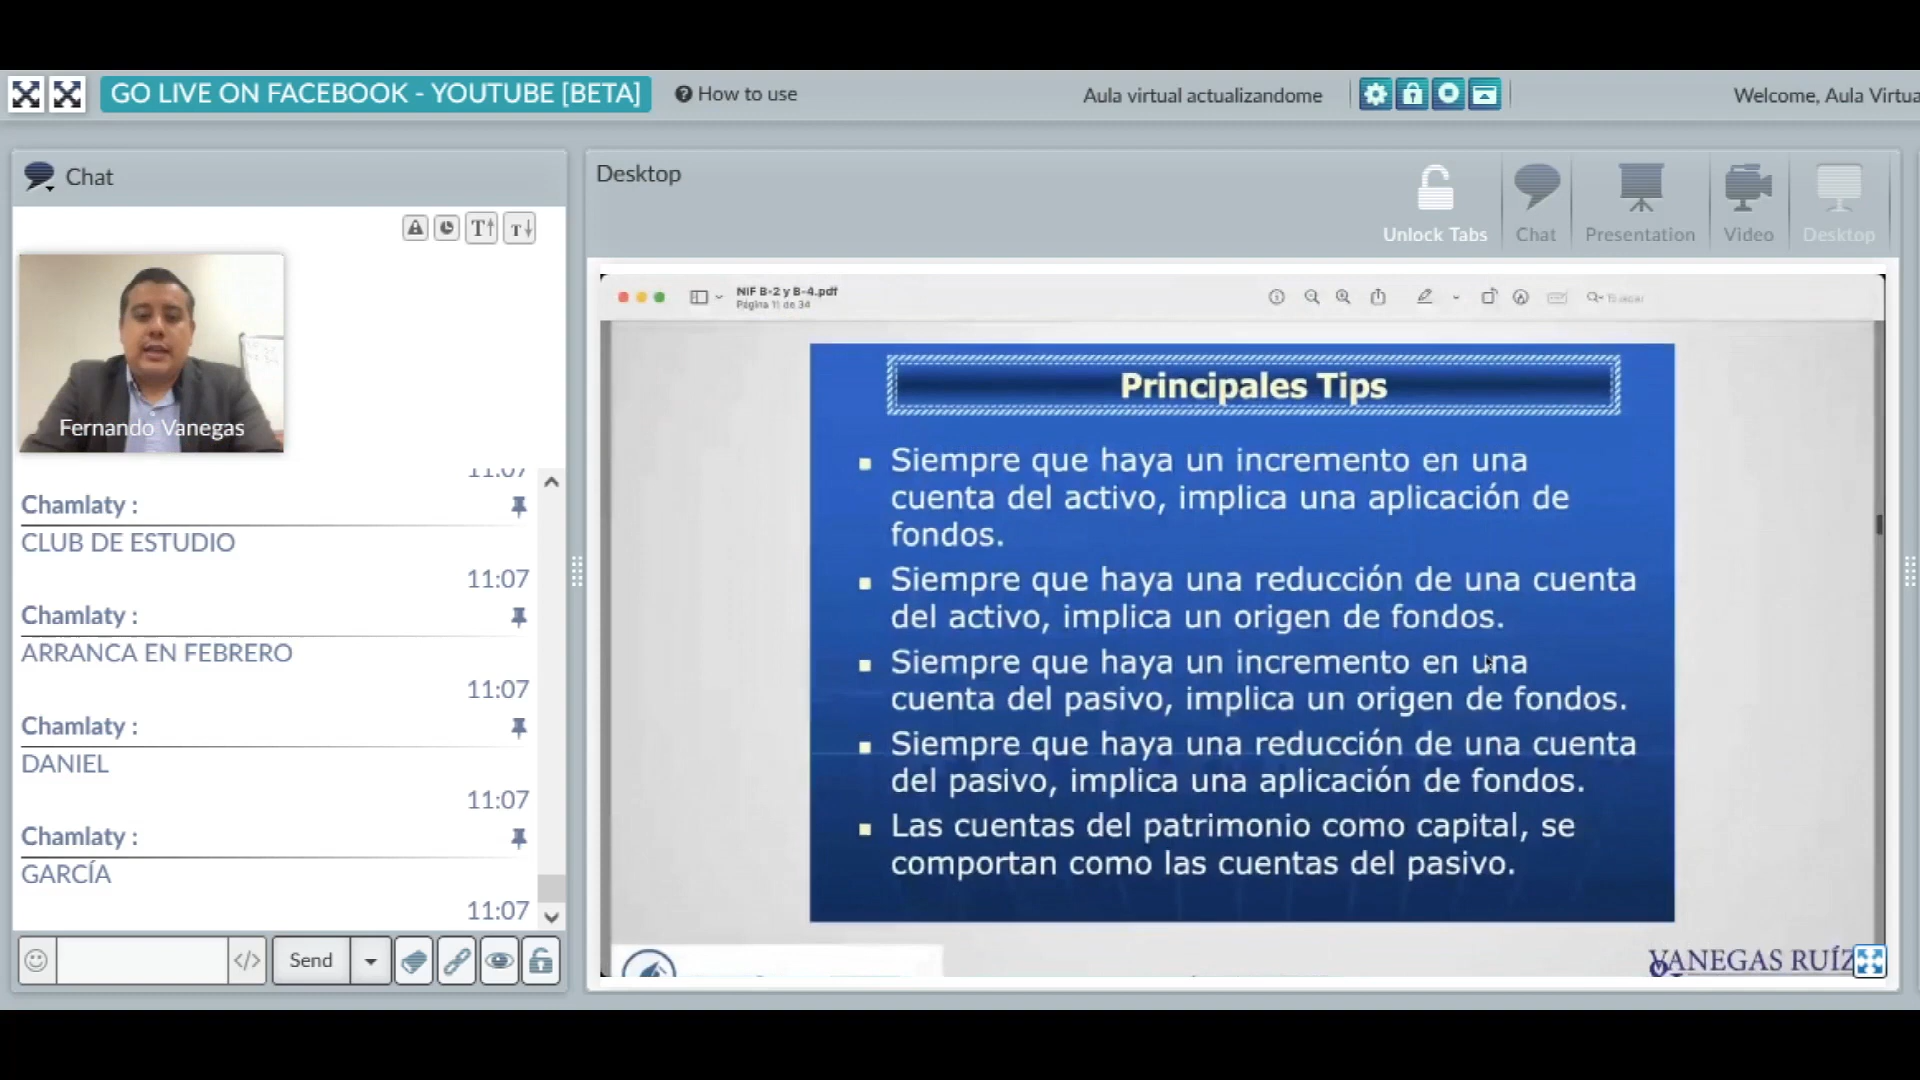 GO LIVE ON FACEBOOK - YOUTUBE [BETA]
How to use
Aula virtual actualizandome
Welcome, Aula Virtua
Chat
Fernando Vanegas
11:07
Chamlaty :
CLUB DE ESTUDIO
11:07
Chamlaty :
ARRANCA EN FEBRERO
11:07
Chamlaty :
DANIEL
11:07
Chamlaty :
GARCÍA
11:07
Send
Desktop
Unlock Tabs
Chat
Presentation
Video
Desktop
NIF B-2 y B-4.pdf
Página 11 de 34
Principales Tips
Siempre que haya un incremento en una
cuenta del activo, implica una aplicación de
fondos.
Siempre que haya una reducción de una cuenta
del activo, implica un origen de fondos.
Siempre que haya un incremento en una
cuenta del pasivo, implica un origen de fondos.
Siempre que haya una reducción de una cuenta
del pasivo, implica una aplicación de fondos.
Las cuentas del patrimonio como capital, se
comportan como las cuentas del pasivo.
VANEGAS RUÍZ